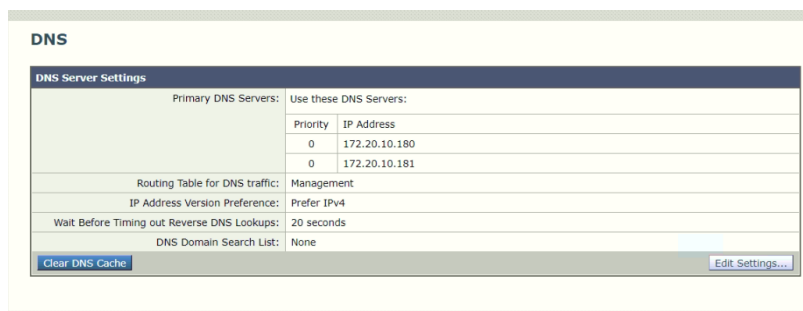 DNS
DNS Server Settings
Primary DNS Servers: Use these DNS Servers:
Priority IP Address
0 172.20.10.180
0 172.20.10.181
Routing Table for DNS traffic: Management
IP Address Version Preference: Prefer IPv4
Wait Before Timing out Reverse DNS Lookups: 20 seconds
DNS Domain Search List: None
Clear DNS Cache Edit Settings...